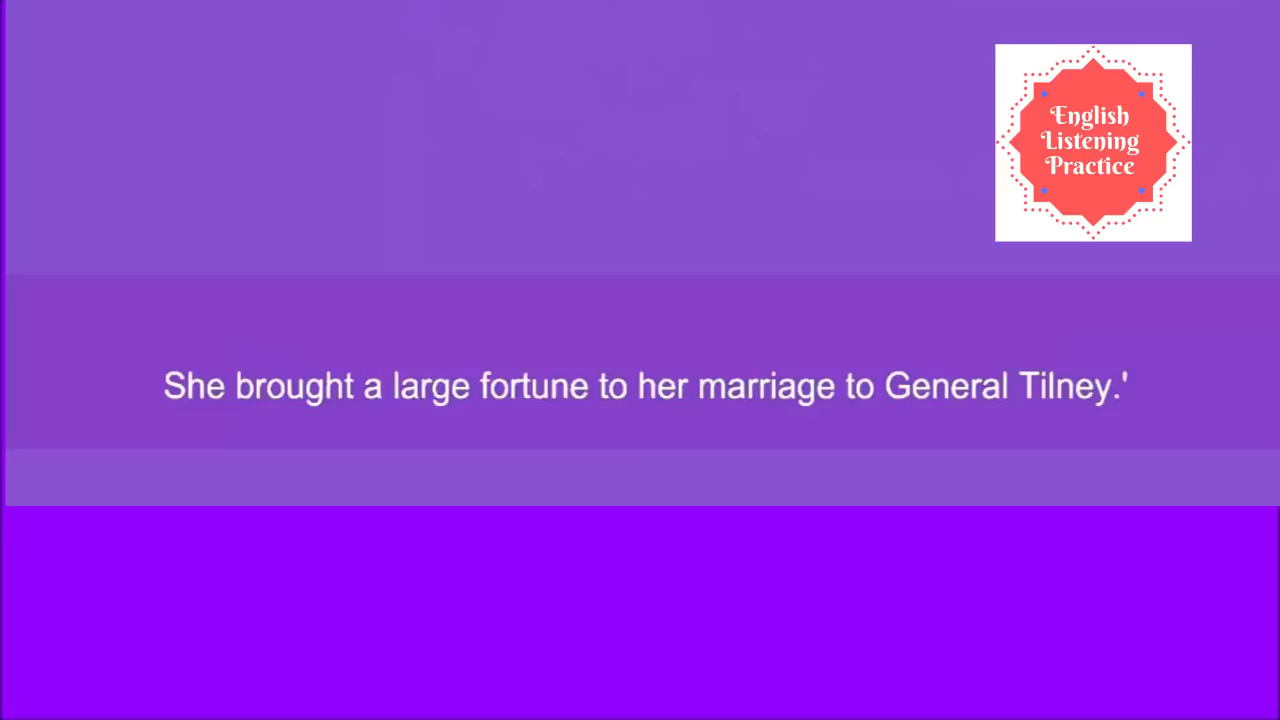 English
Listening
Practice
She brought a large fortune to her marriage to General Tilney.'